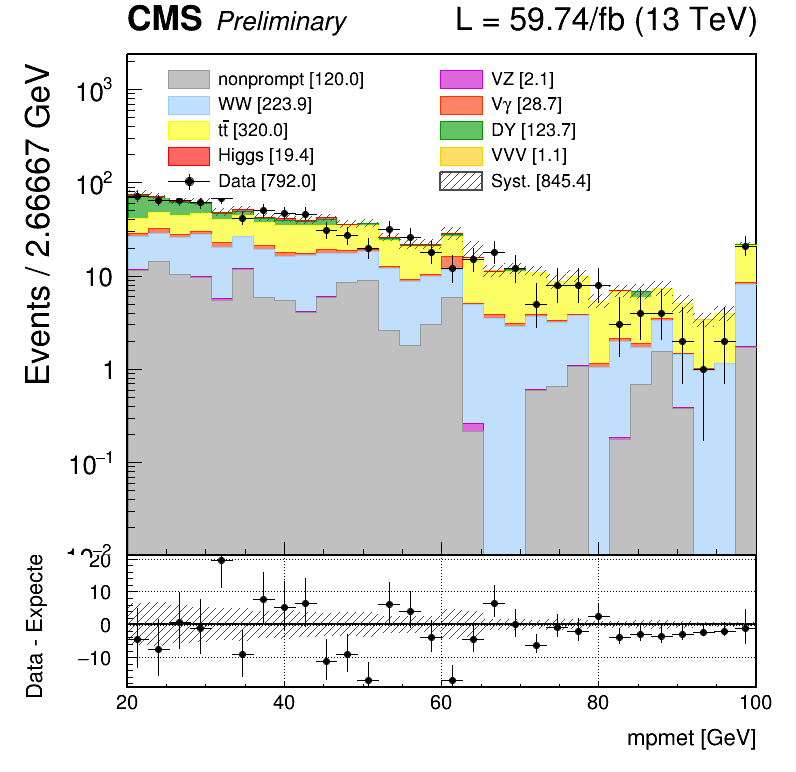 CMS Preliminary L = 59.74/fb (13 TeV)
Events / 2.66667 GeV
nonprompt [120.0] VZ [2.1]
WW [223.9] Vγ [28.7]
tt̄ [320.0] DY [123.7]
Higgs [19.4] VVV [1.1]
Data [792.0] Syst. [845.4]
10³
10²
10
1
10⁻¹
10⁻²
Data - Expecte
20
10
0
−10
20 40 60 80 100
mpmet [GeV]